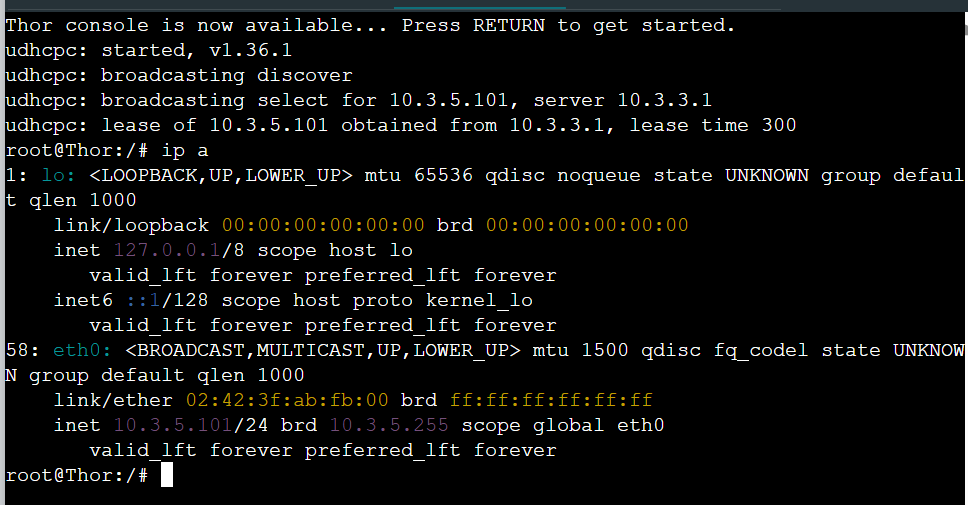 Thor console is now available... Press RETURN to get started.
udhcpc: started, v1.36.1
udhcpc: broadcasting discover
udhcpc: broadcasting select for 10.3.5.101, server 10.3.3.1
udhcpc: lease of 10.3.5.101 obtained from 10.3.3.1, lease time 300
root@Thor:/# ip a
1: lo: <LOOPBACK,UP,LOWER_UP> mtu 65536 qdisc noqueue state UNKNOWN group defaul
t qlen 1000
    link/loopback 00:00:00:00:00:00 brd 00:00:00:00:00:00
    inet 127.0.0.1/8 scope host lo
       valid_lft forever preferred_lft forever
    inet6 ::1/128 scope host proto kernel_lo
       valid_lft forever preferred_lft forever
58: eth0: <BROADCAST,MULTICAST,UP,LOWER_UP> mtu 1500 qdisc fq_codel state UNKNOW
N group default qlen 1000
    link/ether 02:42:3f:ab:fb:00 brd ff:ff:ff:ff:ff:ff
    inet 10.3.5.101/24 brd 10.3.5.255 scope global eth0
       valid_lft forever preferred_lft forever
root@Thor:/#